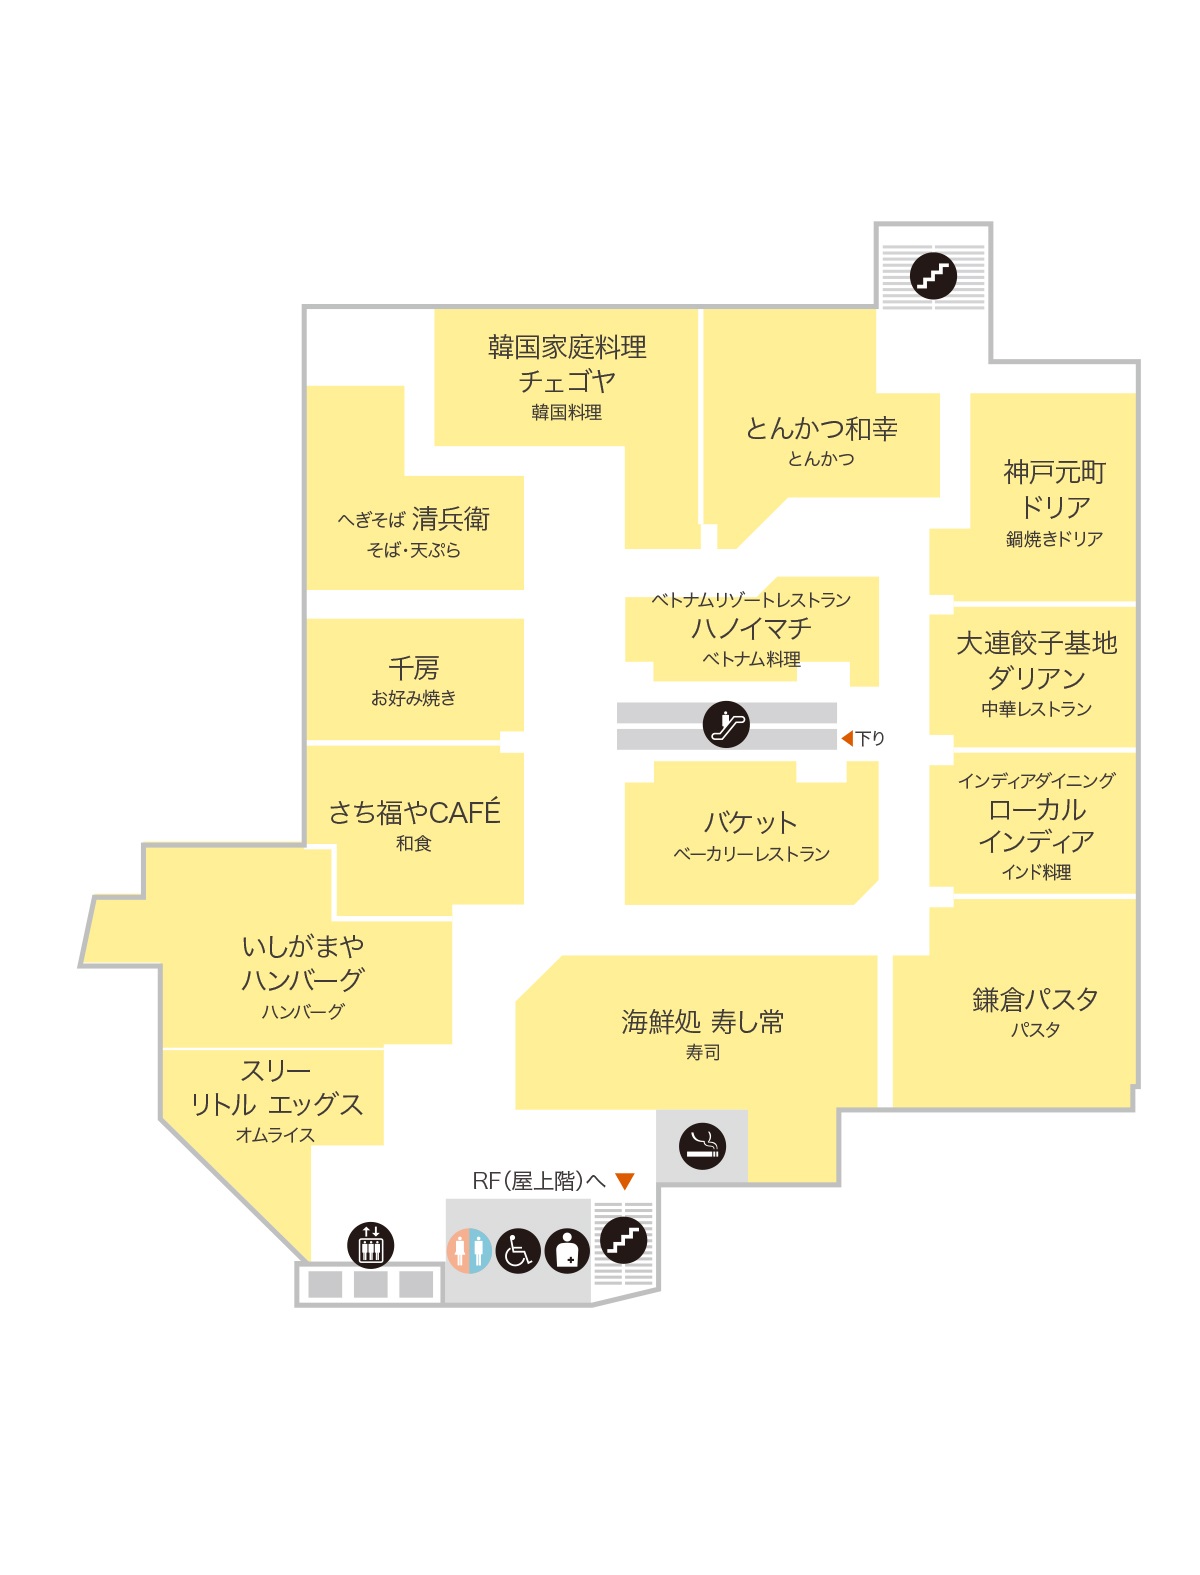 韓国家庭料理
チェゴヤ
韓国料理
とんかつ和幸
とんかつ
神戸元町
ドリア
鍋焼きドリア
へぎそば 清兵衛
そば・天ぷら
ベトナムリゾートレストラン
ハノイマチ
ベトナム料理
大連餃子基地
ダリアン
中華レストラン
千房
お好み焼き
下り
インディアダイニング
ローカル
インディア
インド料理
さち福やCAFÉ
和食
バケット
ベーカリーレストラン
いしがまや
ハンバーグ
ハンバーグ
海鮮処 寿し常
寿司
鎌倉パスタ
パスタ
スリー
リトル エッグス
オムライス
RF（屋上階）へ